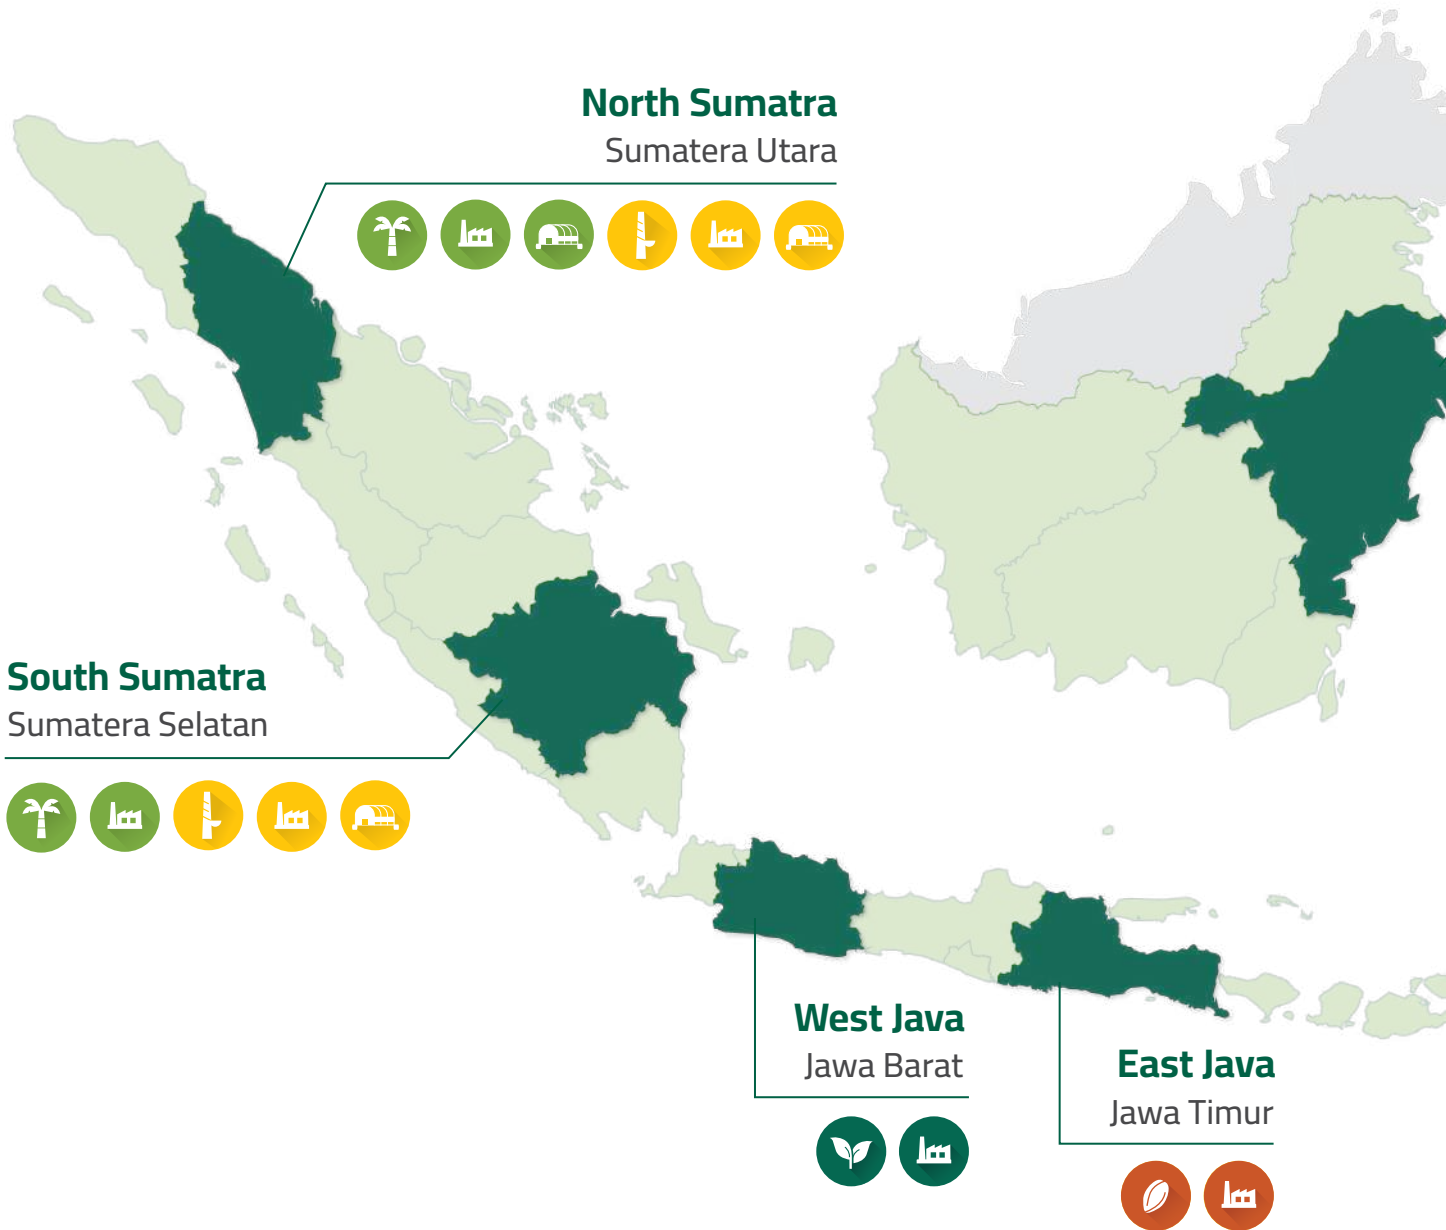 North Sumatra
Sumatera Utara
South Sumatra
Sumatera Selatan
West Java
Jawa Barat
East Java
Jawa Timur